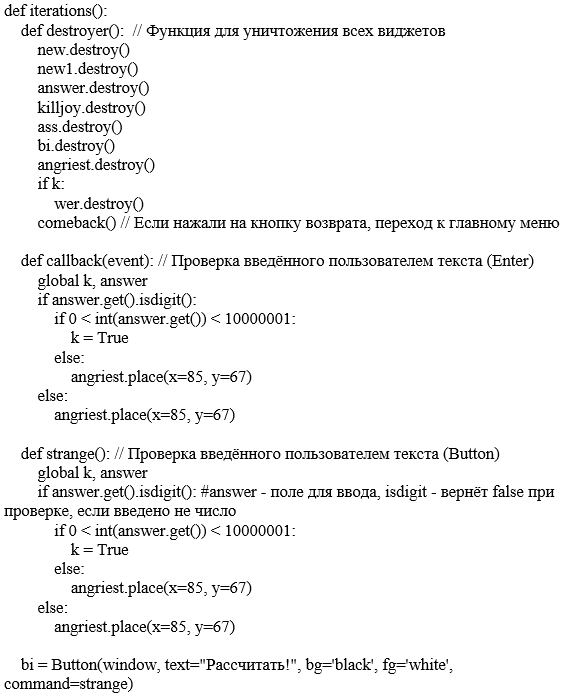 def iterations():
def destroyer(): // Функция для уничтожения всех виджетов
new.destroy()
new1.destroy()
answer.destroy()
killjoy.destroy()
ass.destroy()
bi.destroy()
angriest.destroy()
if k:
wer.destroy()
comeback() // Если нажали на кнопку возврата, переход к главному меню
def callback(event): // Проверка введённого пользователем текста (Enter)
global k, answer
if answer.get().isdigit():
if 0 < int(answer.get()) < 10000001:
k = True
else:
angriest.place(x=85, y=67)
else:
angriest.place(x=85, y=67)
def strange(): // Проверка введённого пользователем текста (Button)
global k, answer
if answer.get().isdigit(): #answer - поле для ввода, isdigit - вернёт false при
проверке, если введено не число
if 0 < int(answer.get()) < 10000001:
k = True
else:
angriest.place(x=85, y=67)
else:
angriest.place(x=85, y=67)
bi = Button(window, text="Рассчитать!", bg='black', fg='white',
command=strange)